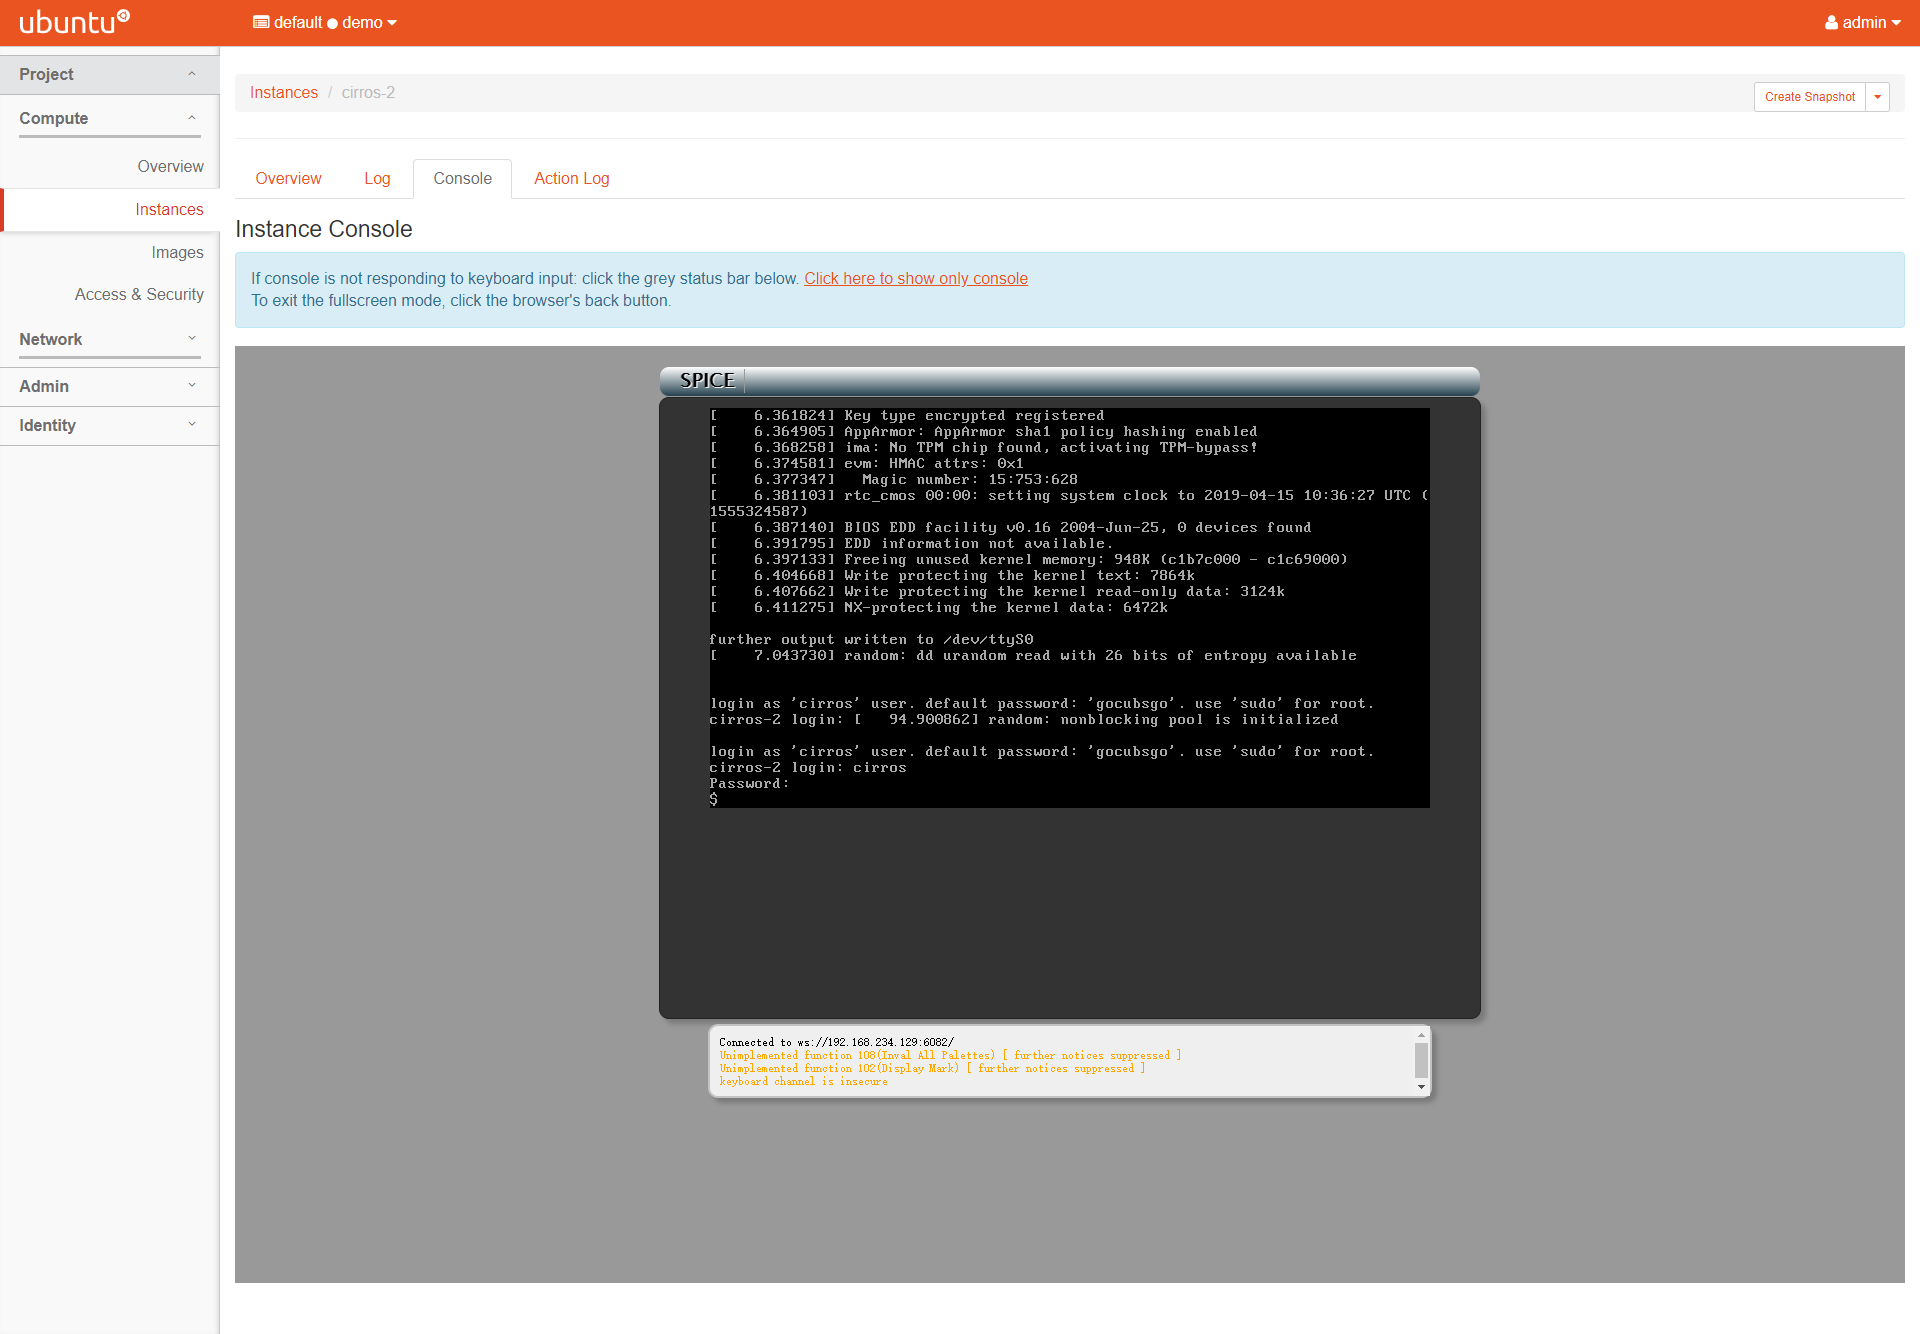 ubuntu
default ● demo
admin
Project
Compute
Overview
Instances
Images
Access & Security
Network
Admin
Identity
Instances / cirros-2
Create Snapshot
Overview
Log
Console
Action Log
Instance Console
If console is not responding to keyboard input: click the grey status bar below. Click here to show only console
To exit the fullscreen mode, click the browser's back button.
SPICE
[    6.361824] Key type encrypted registered
[    6.364905] AppArmor: AppArmor sha1 policy hashing enabled
[    6.368258] ima: No TPM chip found, activating TPM-bypass!
[    6.374581] evm: HMAC attrs: 0x1
[    6.377347]   Magic number: 15:753:628
[    6.381103] rtc_cmos 00:00: setting system clock to 2019-04-15 10:36:27 UTC (
1555324587)
[    6.387140] BIOS EDD facility v0.16 2004-Jun-25, 0 devices found
[    6.391795] EDD information not available.
[    6.397133] Freeing unused kernel memory: 948K (c1b7c000 - c1c69000)
[    6.404668] Write protecting the kernel text: 7864k
[    6.407662] Write protecting the kernel read-only data: 3124k
[    6.411275] NX-protecting the kernel data: 6472k
further output written to /dev/ttyS0
[    7.043730] random: dd urandom read with 26 bits of entropy available
login as 'cirros' user. default password: 'gocubsgo'. use 'sudo' for root.
cirros-2 login: [   94.900862] random: nonblocking pool is initialized
login as 'cirros' user. default password: 'gocubsgo'. use 'sudo' for root.
cirros-2 login: cirros
Password:
$
Connected to ws://192.168.234.129:6082/
Unimplemented function 108(Inval All Palettes) [ further notices suppressed ]
Unimplemented function 102(Display Mark) [ further notices suppressed ]
keyboard channel is insecure